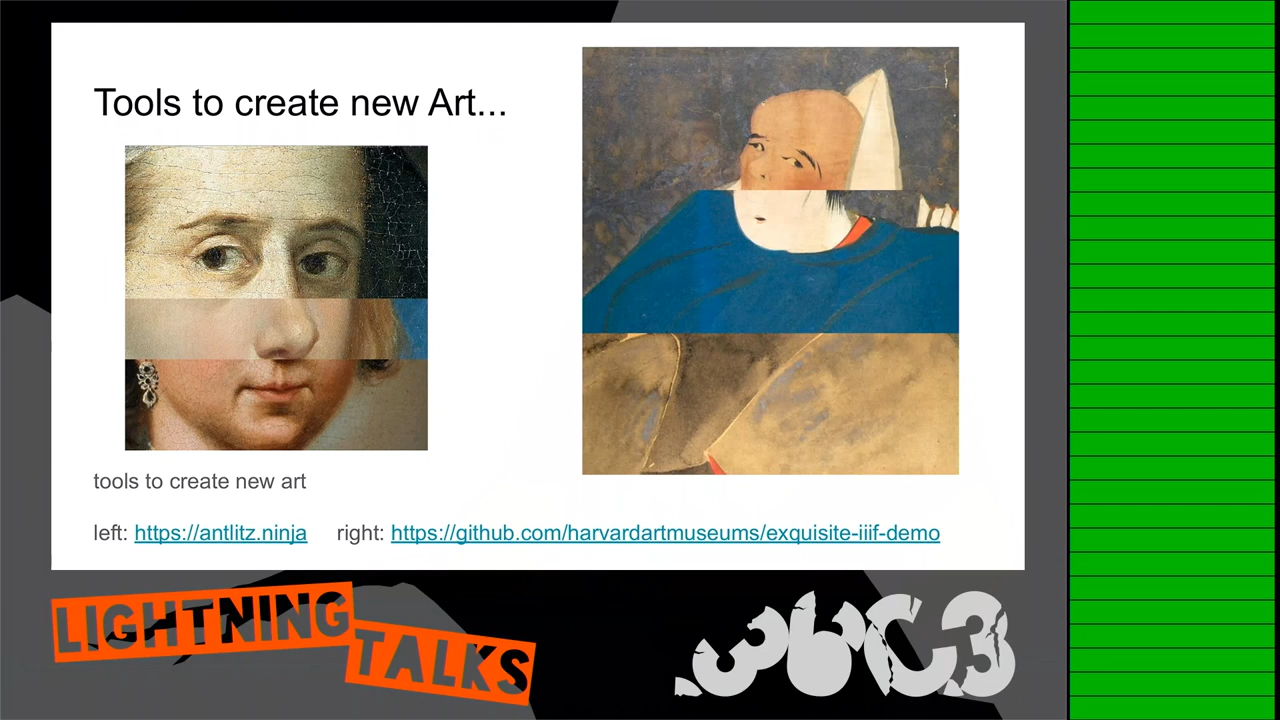 Tools to create new Art...
tools to create new art
left: https://antlitz.ninja right: https://github.com/harvardartmuseums/exquisite-iiif-demo
LIGHTNING
TALKS
36C3